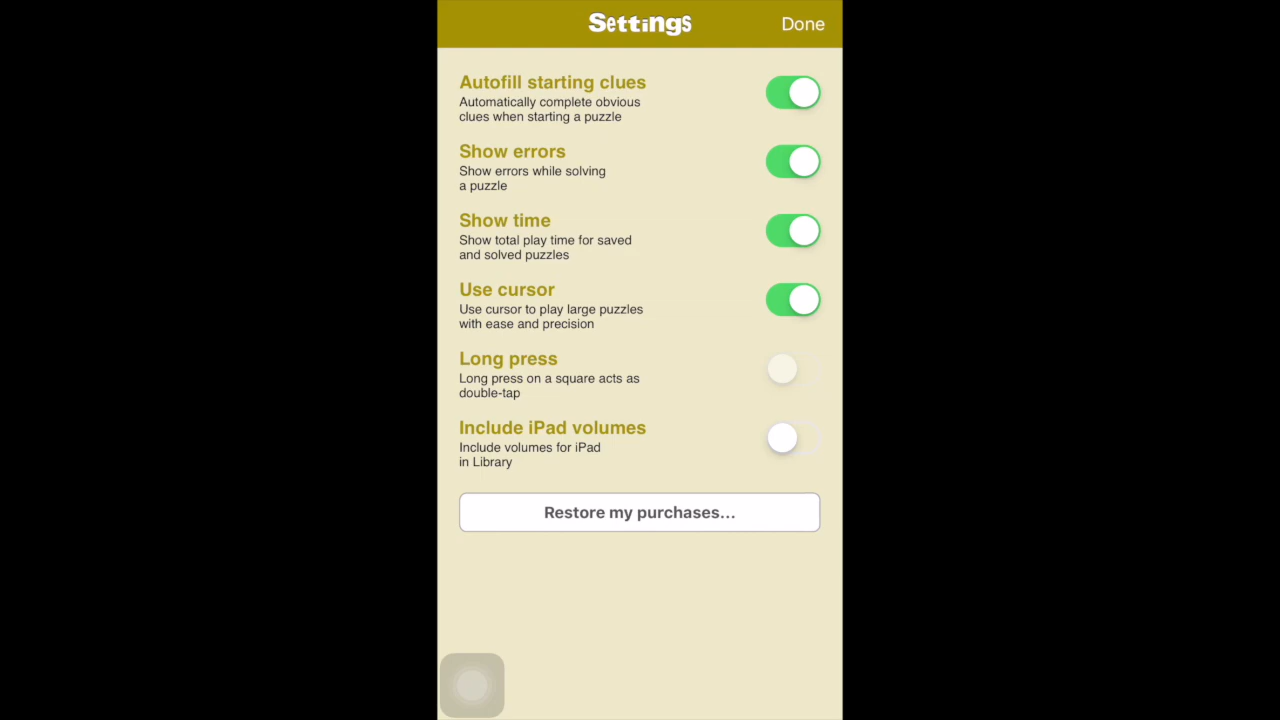 Settings
Done
Autofill starting clues
Automatically complete obvious
clues when starting a puzzle
Show errors
Show errors while solving
a puzzle
Show time
Show total play time for saved
and solved puzzles
Use cursor
Use cursor to play large puzzles
with ease and precision
Long press
Long press on a square acts as
double-tap
Include iPad volumes
Include volumes for iPad
in Library
Restore my purchases...